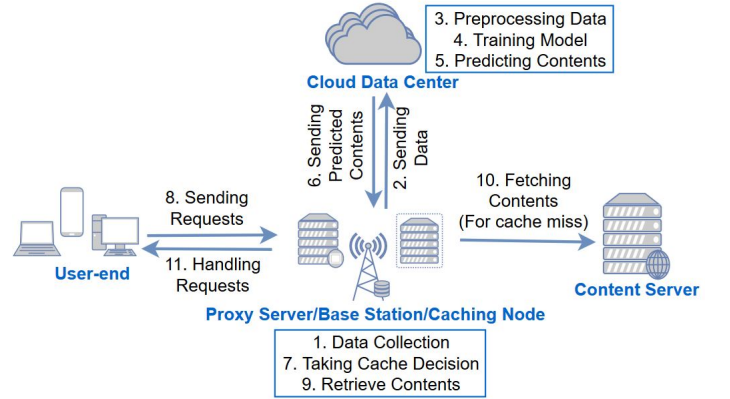 3. Preprocessing Data
4. Training Model
5. Predicting Contents
Cloud Data Center
6. Sending
Predicted
Contents
2. Sending
Data
8. Sending
Requests
10. Fetching
Contents
(For cache miss)
11. Handling
Requests
User-end
Content Server
Proxy Server/Base Station/Caching Node
1. Data Collection
7. Taking Cache Decision
9. Retrieve Contents